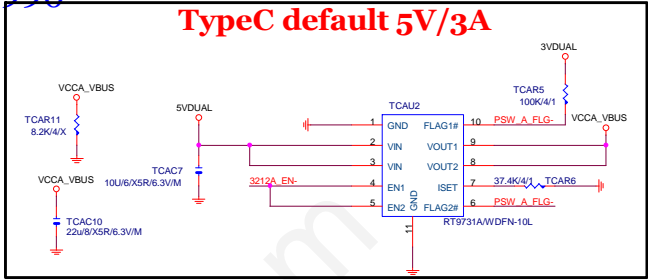 TypeC default 5V/3A
3VDUAL
VCCA_VBUS
TCAR11
8.2K/4/X
5VDUAL
TCAU2
TCAR5
100K/4/1
VCCA_VBUS
1 GND FLAG1# 10 PSW_A_FLG-
2 VIN VOUT1 9
3 VIN VOUT2 8
3212A_EN- 4 EN1 ISET 7 37.4K/4/1 TCAR6
5 EN2 FLAG2# 6 PSW_A_FLG-
GND
11
RT9731A/WDFN-10L
TCAC7
10U/6/X5R/6.3V/M
VCCA_VBUS
TCAC10
22u/8/X5R/6.3V/M